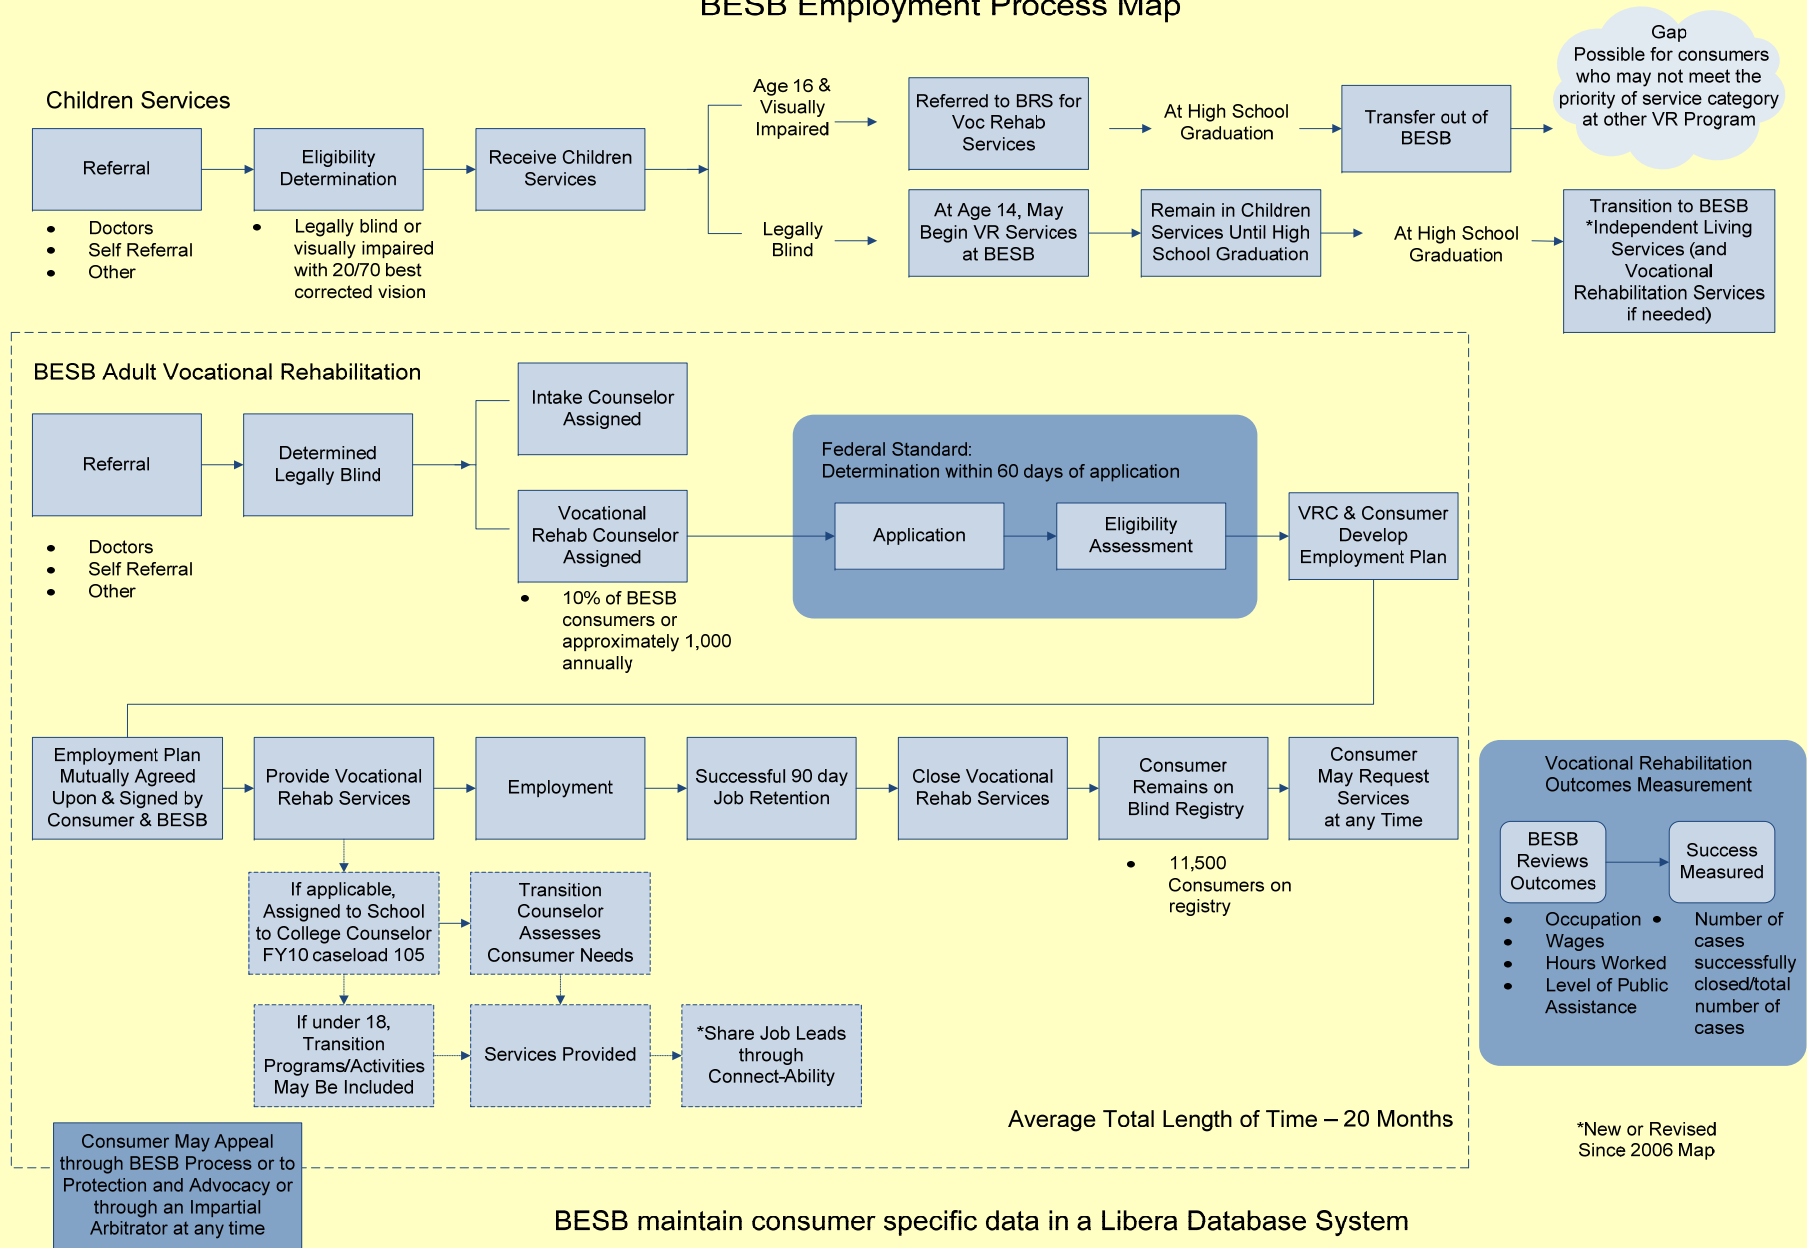 BESB Employment Process Map
Gap
Possible for consumers
who may not meet the
priority of service category
at other VR Program
Children Services
Referral
Doctors
Self Referral
Other
Eligibility
Determination
Legally blind or
visually impaired
with 20/70 best
corrected vision
Receive Children
Services
Age 16 &
Visually
Impaired
Referred to BRS for
Voc Rehab
Services
At High School
Graduation
Transfer out of
BESB
Legally
Blind
At Age 14, May
Begin VR Services
at BESB
Remain in Children
Services Until High
School Graduation
At High School
Graduation
Transition to BESB
*Independent Living
Services (and
Vocational
Rehabilitation Services
if needed)
BESB Adult Vocational Rehabilitation
Referral
Doctors
Self Referral
Other
Determined
Legally Blind
Intake Counselor
Assigned
Vocational
Rehab Counselor
Assigned
10% of BESB
consumers or
approximately 1,000
annually
Federal Standard:
Determination within 60 days of application
Application
Eligibility
Assessment
VRC & Consumer
Develop
Employment Plan
Employment Plan
Mutually Agreed
Upon & Signed by
Consumer & BESB
Provide Vocational
Rehab Services
Employment
Successful 90 day
Job Retention
Close Vocational
Rehab Services
Consumer
Remains on
Blind Registry
11,500
Consumers on
registry
Consumer
May Request
Services
at any Time
If applicable,
Assigned to School
to College Counselor
FY10 caseload 105
Transition
Counselor
Assesses
Consumer Needs
If under 18,
Transition
Programs/Activities
May Be Included
Services Provided
*Share Job Leads
through
Connect-Ability
Average Total Length of Time – 20 Months
Vocational Rehabilitation
Outcomes Measurement
BESB
Reviews
Outcomes
Occupation
Wages
Hours Worked
Level of Public
Assistance
Success
Measured
Number of
cases
successfully
closed/total
number of
cases
*New or Revised
Since 2006 Map
Consumer May Appeal
through BESB Process or to
Protection and Advocacy or
through an Impartial
Arbitrator at any time
BESB maintain consumer specific data in a Libera Database System